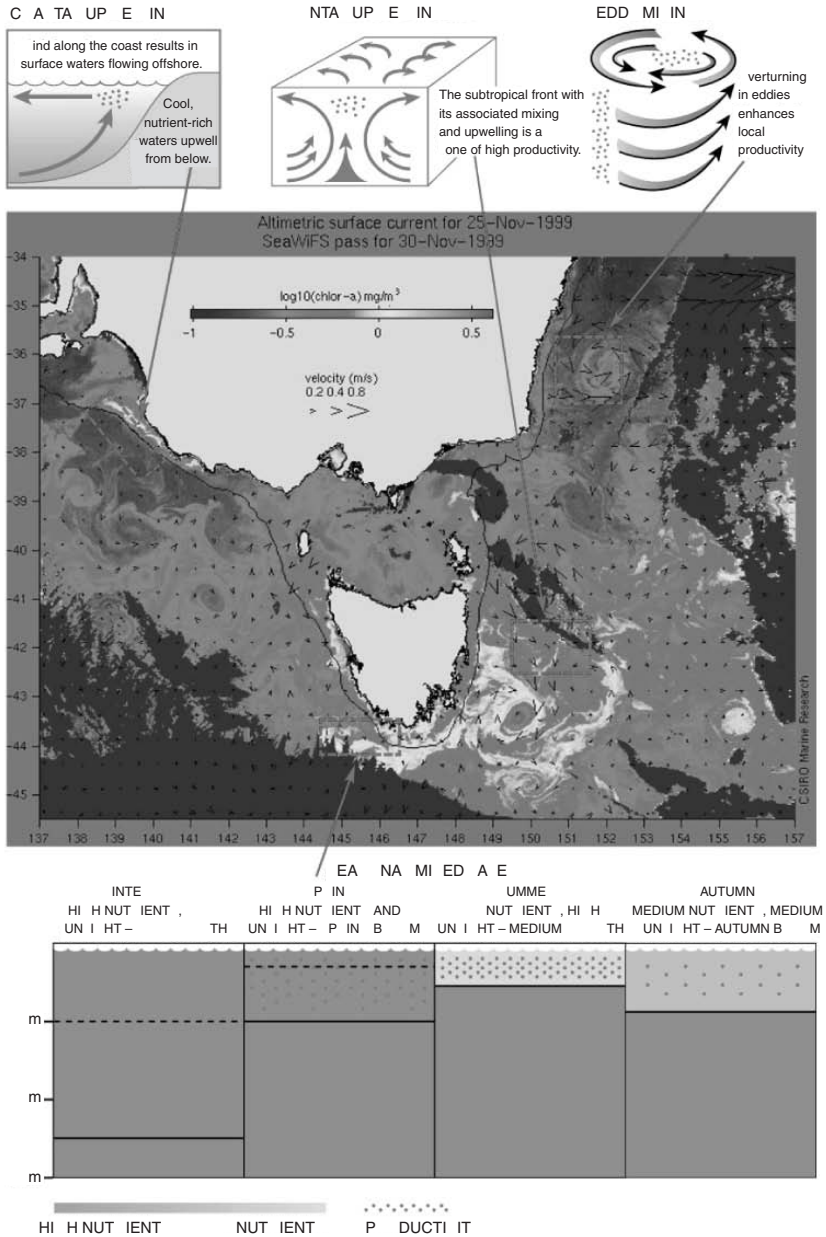 C A TA UP E IN
ind along the coast results in
surface waters flowing offshore.
Cool,
nutrient-rich
waters upwell
from below.
NTA UP E IN
The subtropical front with
its associated mixing
and upwelling is a
one of high productivity.
EDD MI IN
verturning
in eddies
enhances
local
productivity
Altimetric surface current for 25-Nov-1999
SeaWiFS pass for 30-Nov-1999
log10(chlor-a) mg/m³
-1 -0.5 0 0.5
velocity (m/s)
0.2 0.4 0.8
-34
-35
-36
-37
-38
-39
-40
-41
-42
-43
-44
-45
137 138 139 140 141 142 143 144 145 146 147 148 149 150 151 152 153 154 155 156 157
CSIRO Marine Research
EA NA MI ED A E
INTE
HI H NUT IENT ,
UN I HT – TH
P IN
HI H NUT IENT AND
UN I HT – P IN B M
UMME
NUT IENT , HI H
UN I HT – MEDIUM TH
AUTUMN
MEDIUM NUT IENT , MEDIUM
UN I HT – AUTUMN B M
m
m
m
HI H NUT IENT NUT IENT P DUCTI IT